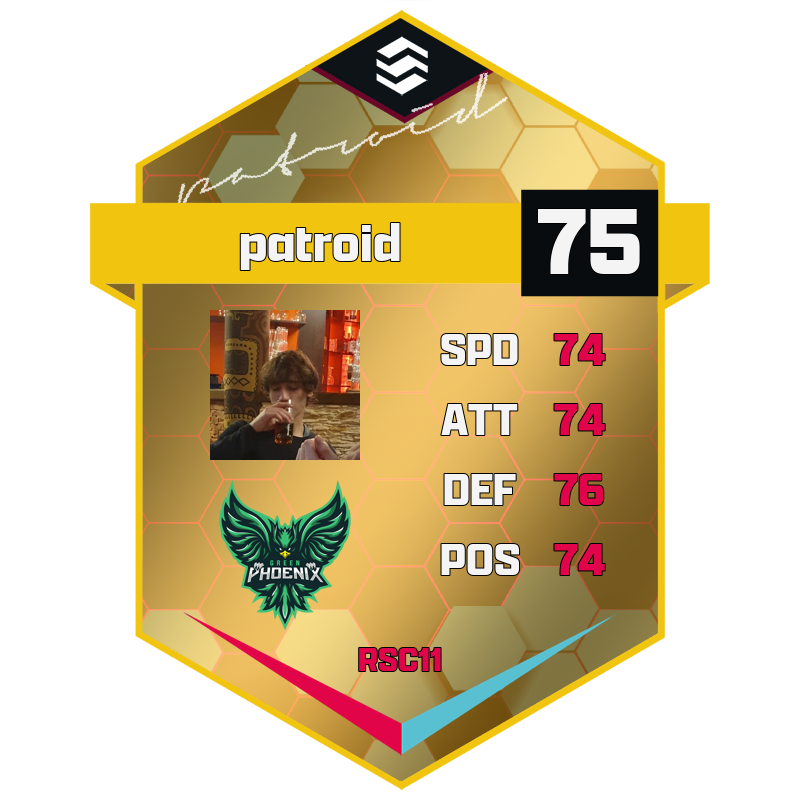 patroid
patroid
75
SPD 74
ATT 74
DEF 76
POS 74
GREEN
PHOENIX
RSC11